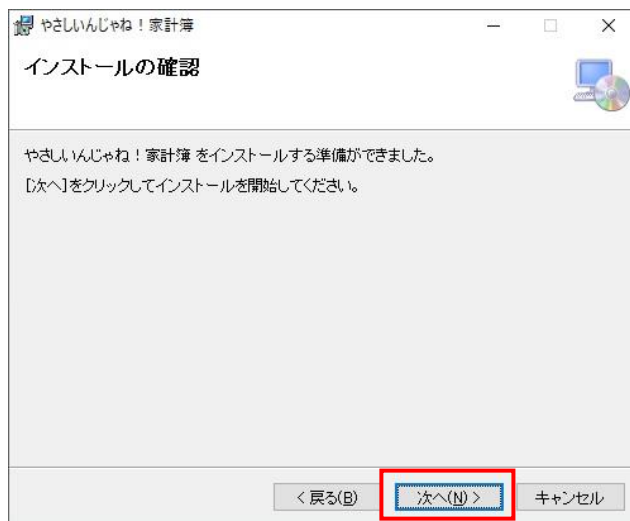 やさしいんじゃね！家計簿
インストールの確認
やさしいんじゃね！家計簿 をインストールする準備ができました。
[次へ]をクリックしてインストールを開始してください。
< 戻る(B)
次へ(N) >
キャンセル